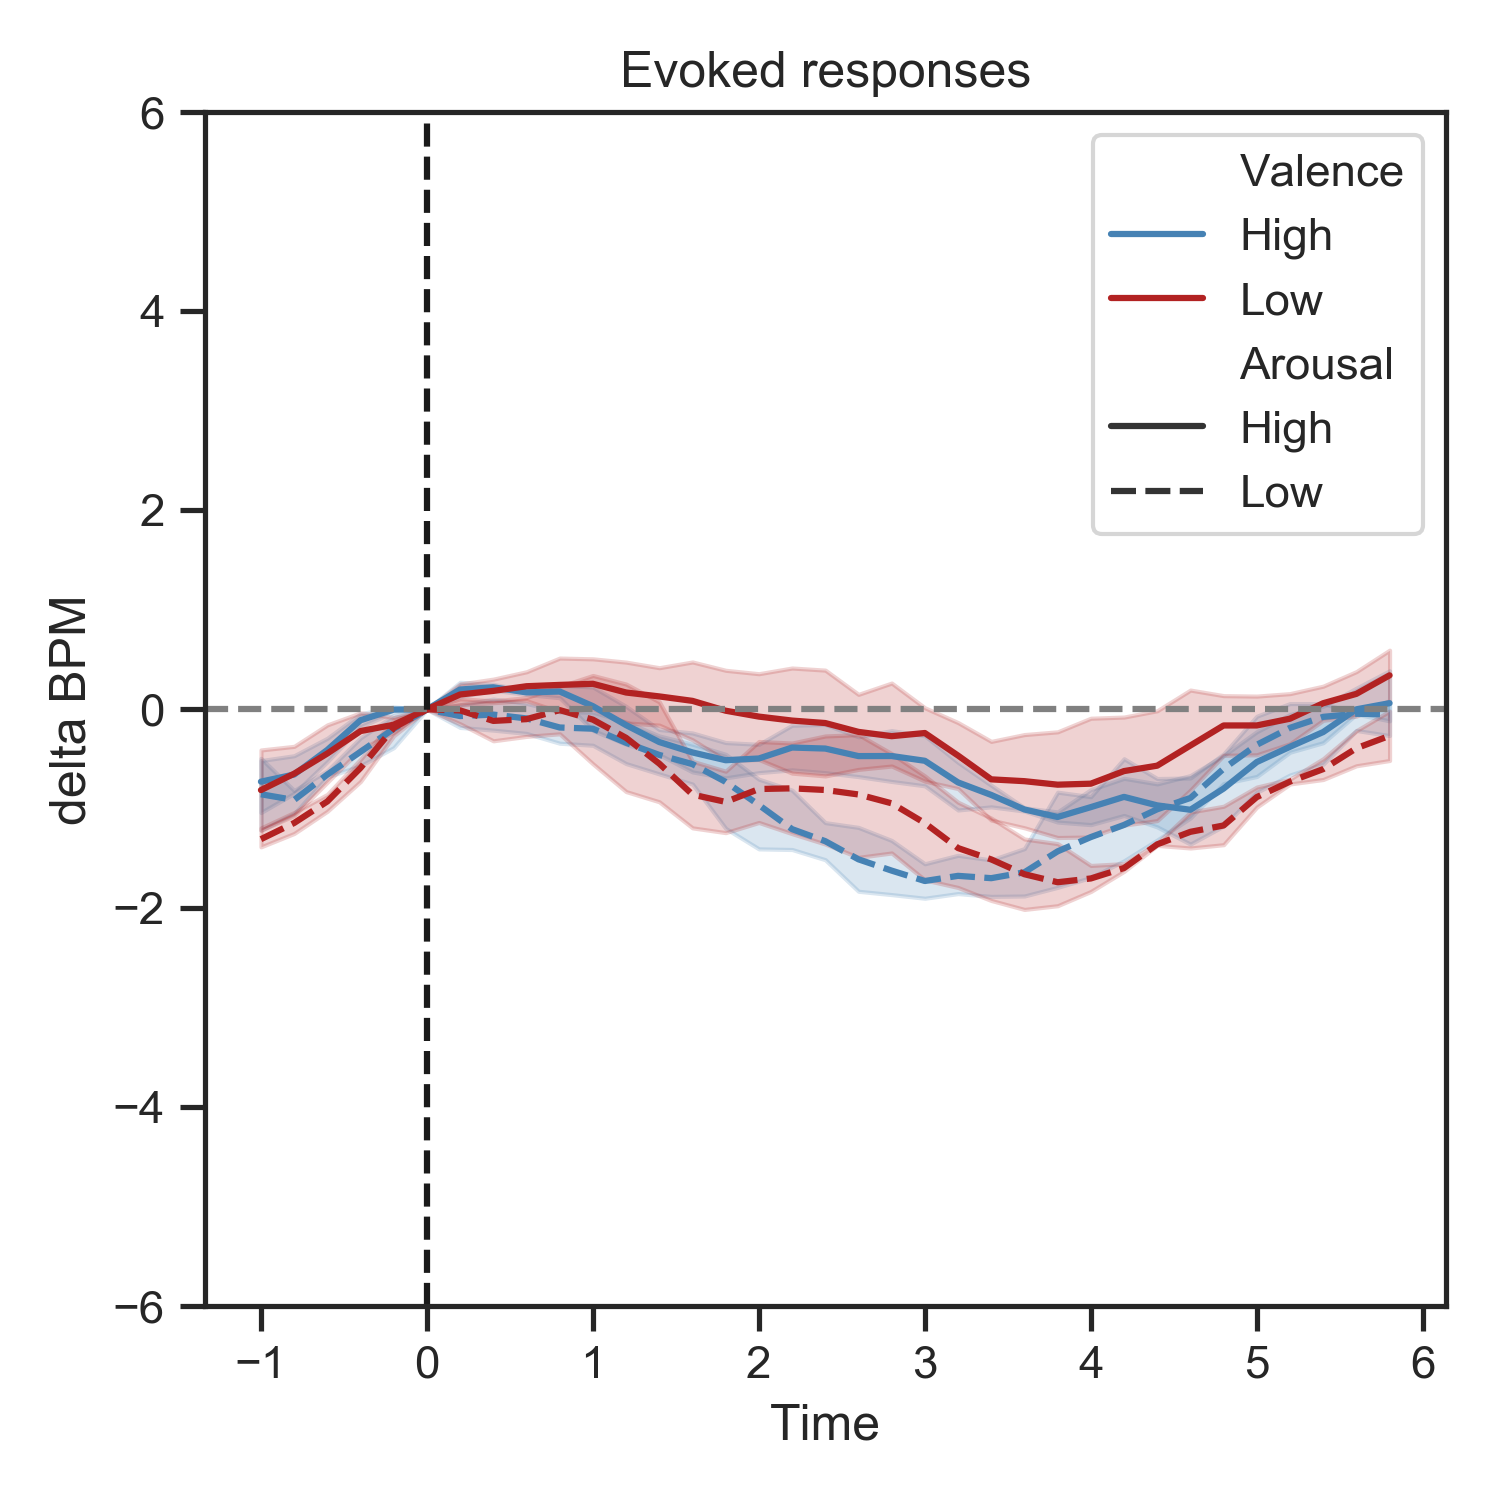 Evoked responses
6
4
2
0
−2
−4
−6
delta BPM
Valence
High
Low
Arousal
High
Low
−1 0 1 2 3 4 5 6
Time